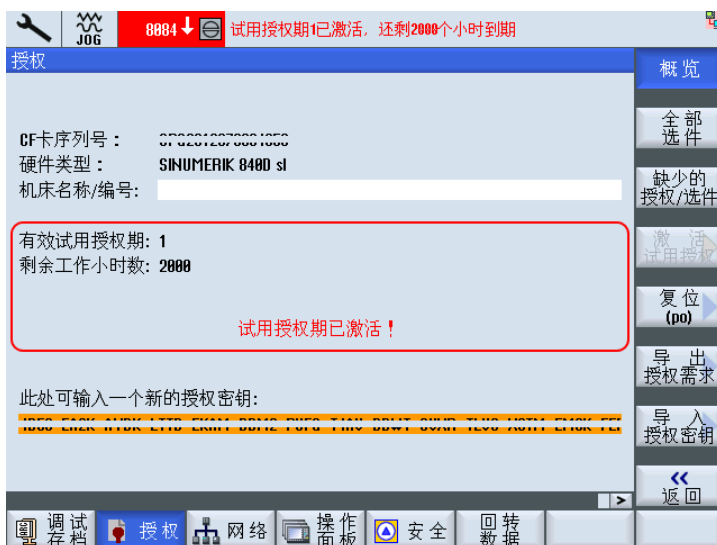 JOG
8084
试用授权期1已激活，还剩2000个小时到期
授权
CF卡序列号：
硬件类型： SINUMERIK 840D sl
机床名称/编号:
有效试用授权期: 1
剩余工作小时数: 2000
试用授权期已激活！
此处可输入一个新的授权密钥:
概览
全部
选件
缺少的
授权/选件
激活
试用授权
复位
(po)
导出
授权需求
导入
授权密钥
<<
返回
>
调试
存档
授权
网络
操作
面板
安全
回转
数据